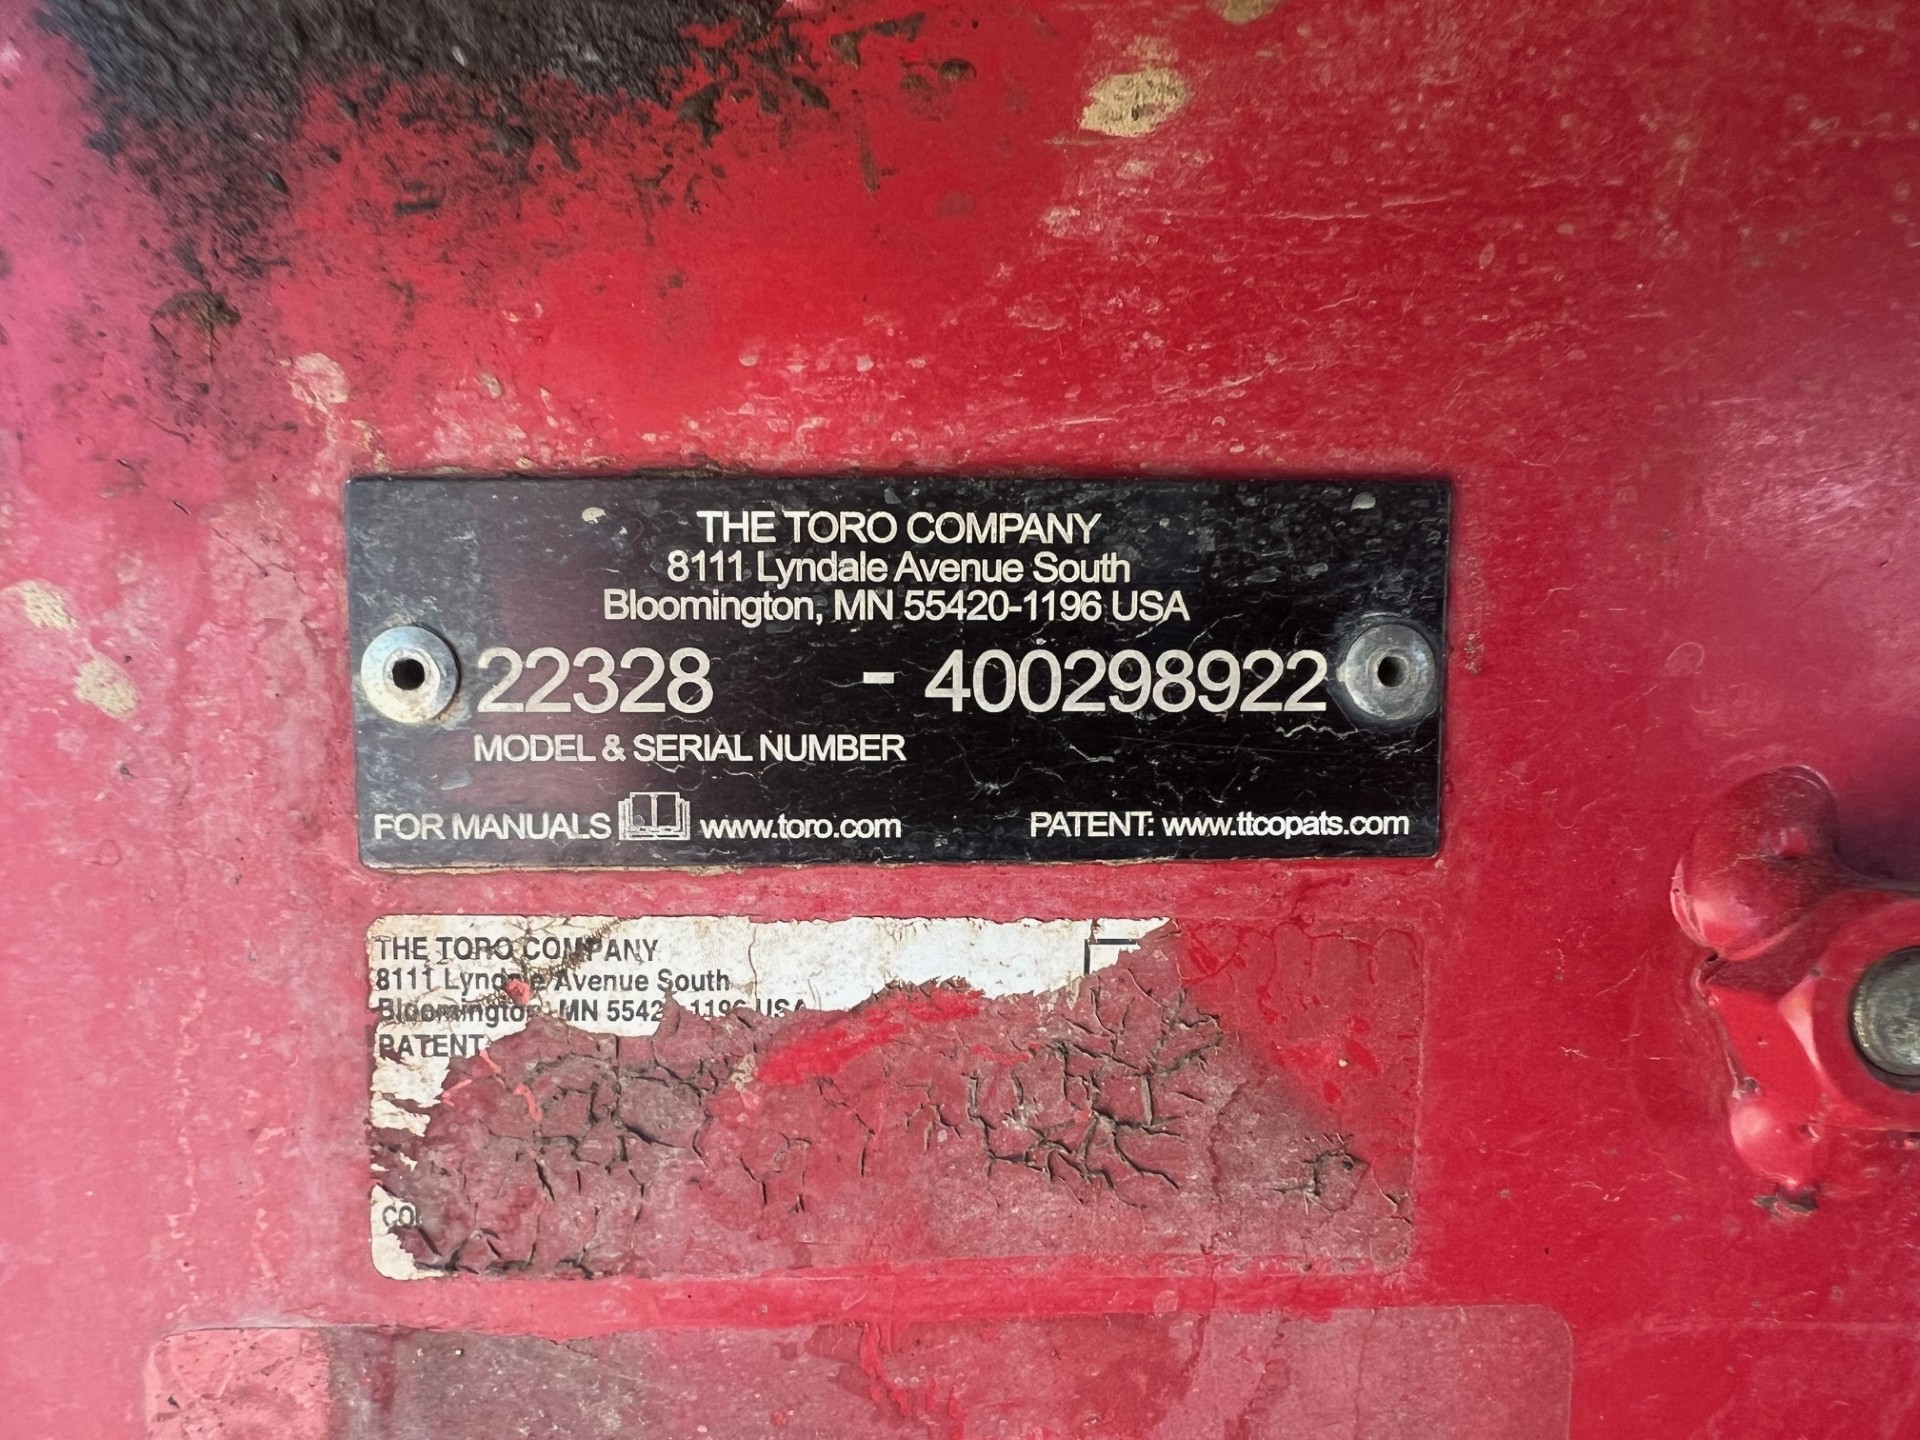 THE TORO COMPANY
8111 Lyndale Avenue South
Bloomington, MN 55420-1196 USA
22328 - 400298922
MODEL & SERIAL NUMBER
FOR MANUALS www.toro.com PATENT: www.ttcopats.com
THE TORO COMPANY
8111 Avenue South
MN
PATENT: